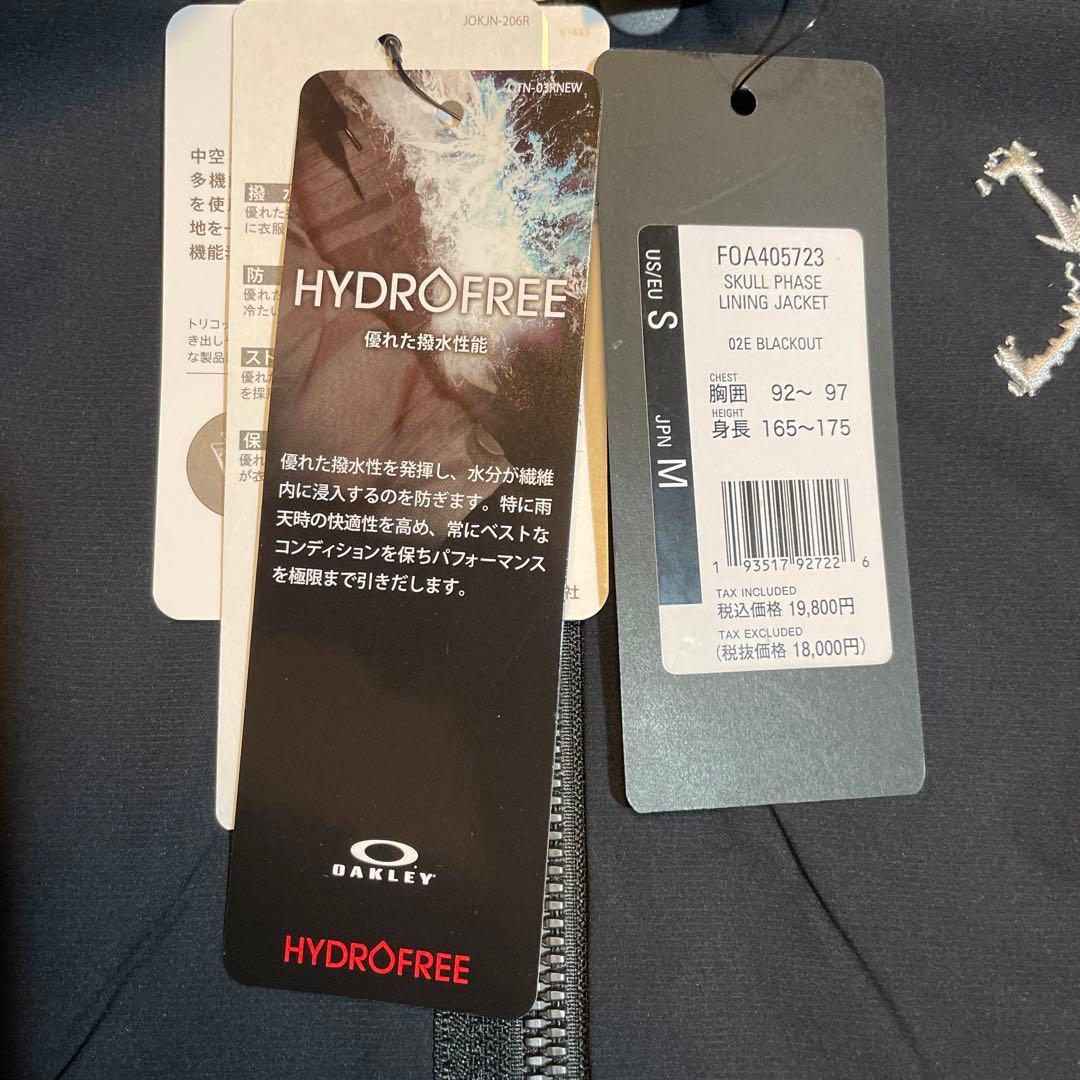 JOKJN-206R
OTN-03RNEW
HYDROFREE
優れた撥水性能
優れた撥水性を発揮し、水分が繊維
内に浸入するのを防ぎます。特に雨
天時の快適性を高め、常にベストな
コンディションを保ちパフォーマンス
を極限まで引きだします。
OAKLEY
HYDROFREE
中空
多機
を使
地を
機能
トリコッ
き出し
な製品
撥
優れた
に衣服
防
優れた
冷たい
スト
優れ
を採
保
優れ
が衣
社
US/EU S
JPN M
FOA405723
SKULL PHASE
LINING JACKET
02E BLACKOUT
CHEST
胸囲 92～ 97
HEIGHT
身長 165～175
1 93517 92722 6
TAX INCLUDED
税込価格 19,800円
TAX EXCLUDED
(税抜価格 18,000円)